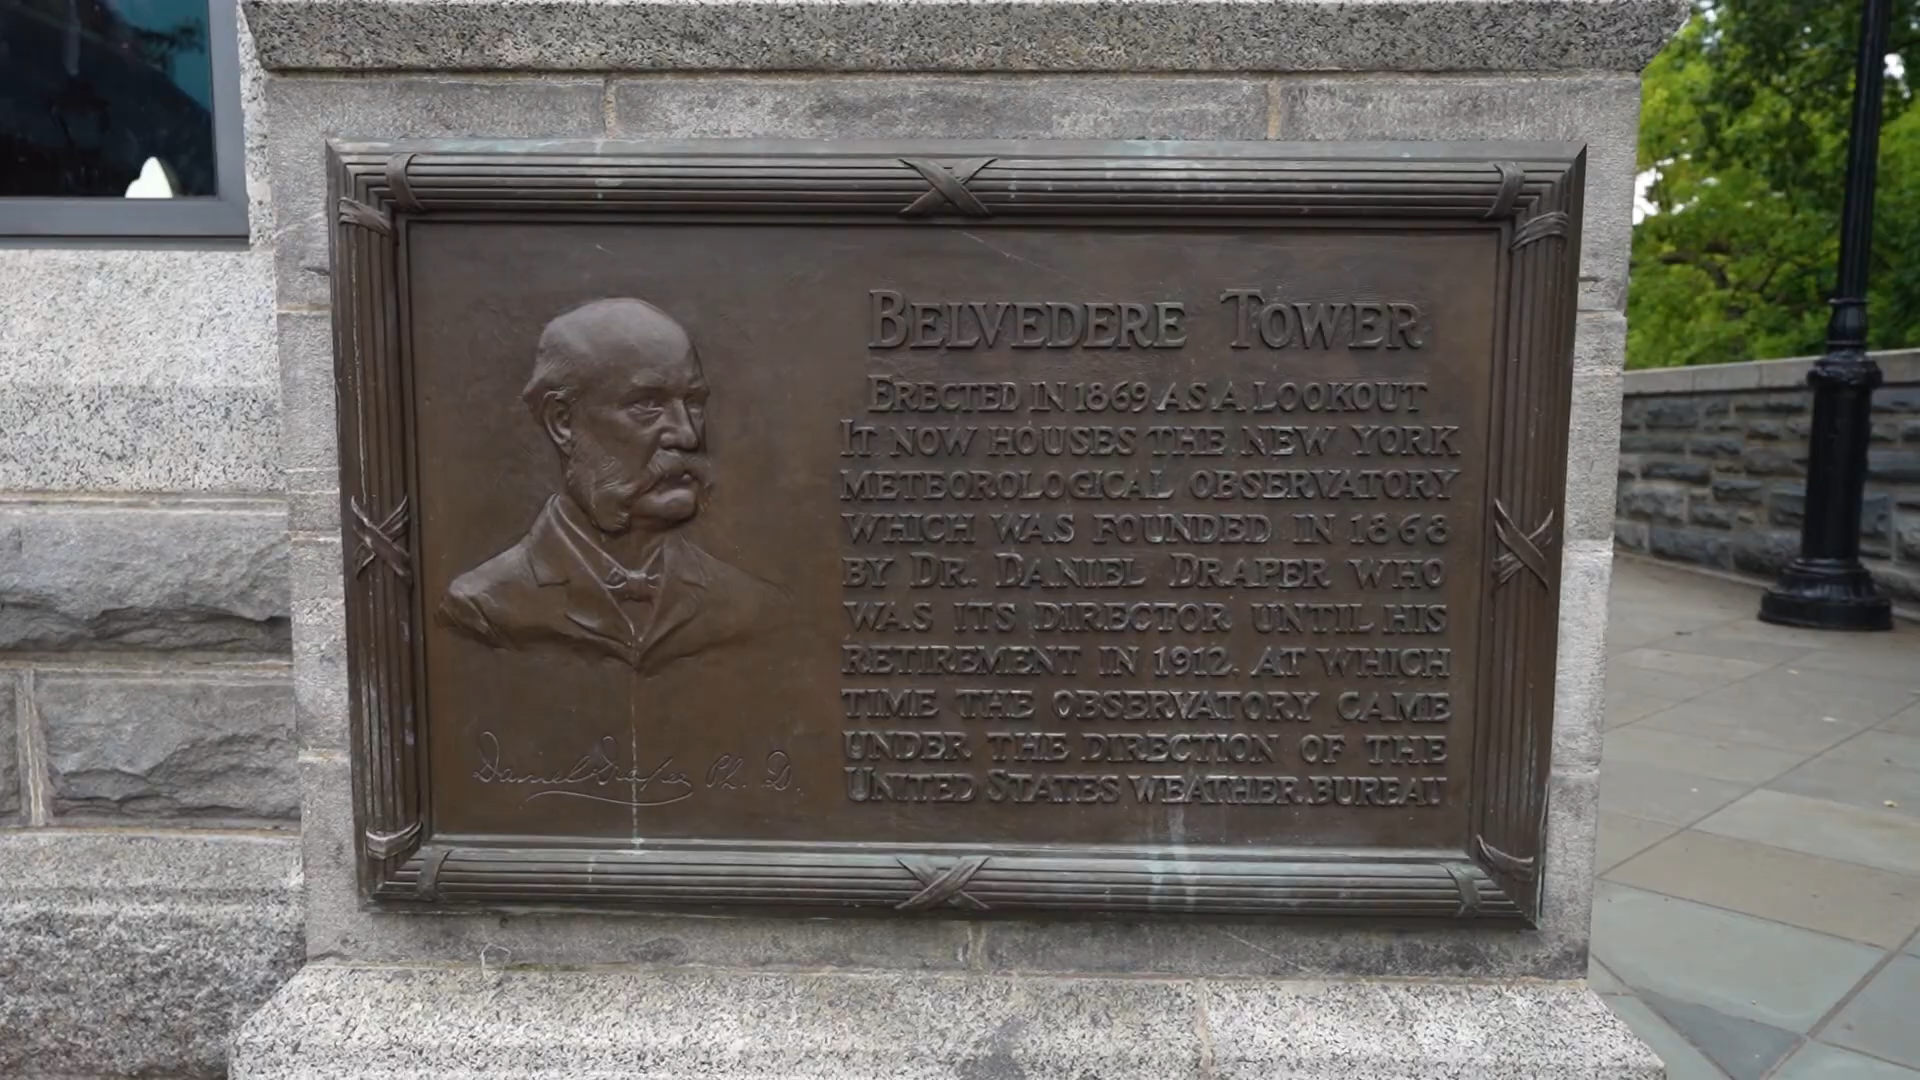 BELVEDERE TOWER
ERECTED IN 1869 AS A LOOKOUT
IT NOW HOUSES THE NEW YORK
METEOROLOGICAL OBSERVATORY
WHICH WAS FOUNDED IN 1868
BY DR. DANIEL DRAPER WHO
WAS ITS DIRECTOR UNTIL HIS
RETIREMENT IN 1912. AT WHICH
TIME THE OBSERVATORY CAME
UNDER THE DIRECTION OF THE
UNITED STATES WEATHER BUREAU
Daniel Draper Ph. D.